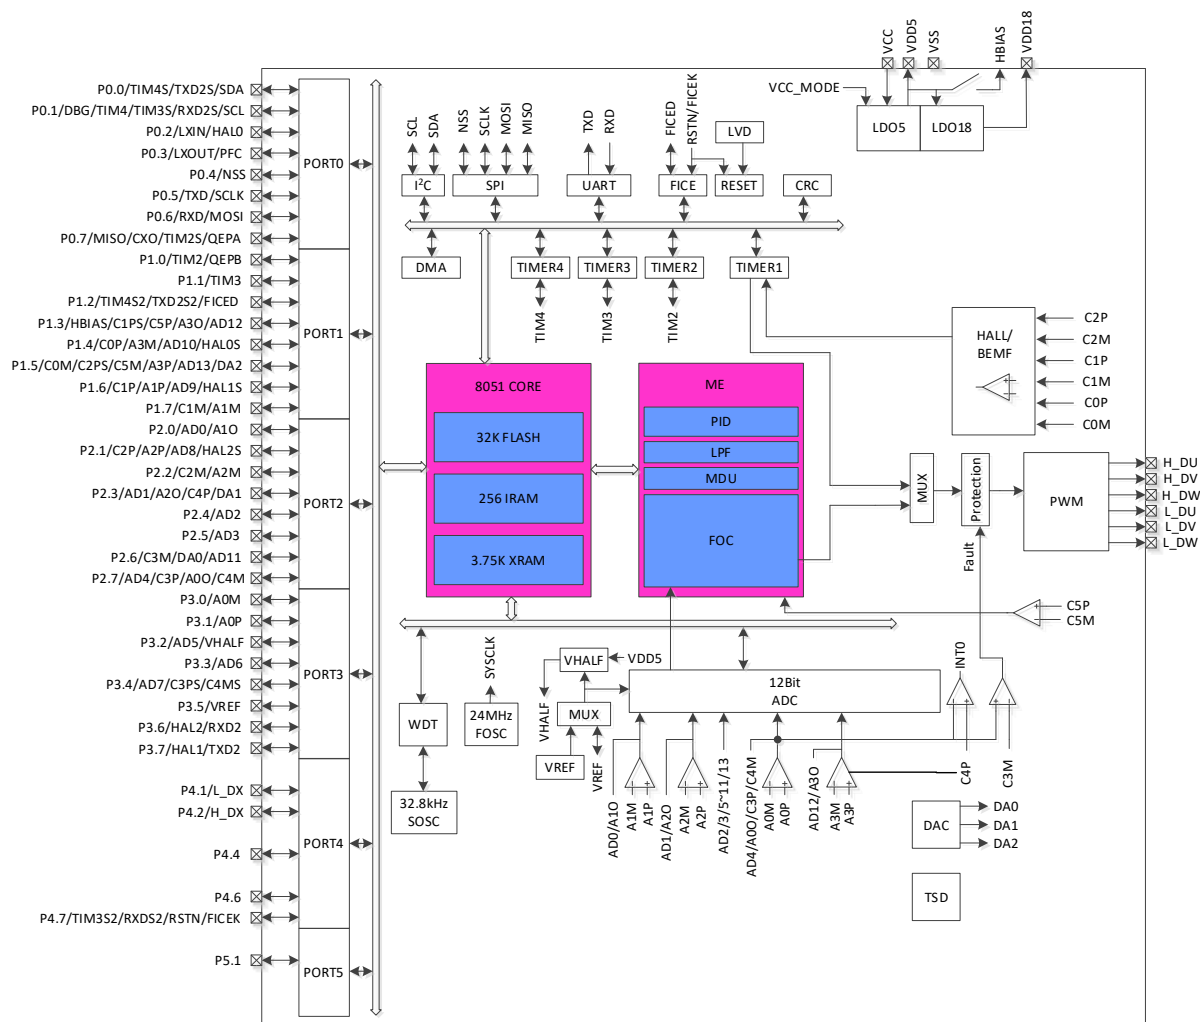 VCC
VDD5
VSS
HBIAS
VDD18
VCC_MODE
LDO5
LDO18
P0.0/TIM4S/TXD2S/SDA
P0.1/DBG/TIM4/TIM3S/RXD2S/SCL
P0.2/LXIN/HAL0
P0.3/LXOUT/PFC
P0.4/NSS
P0.5/TXD/SCLK
P0.6/RXD/MOSI
P0.7/MISO/CXO/TIM2S/QEPA
P1.0/TIM2/QEPB
P1.1/TIM3
P1.2/TIM4S2/TXD2S2/FICED
P1.3/HBIAS/C1PS/C5P/A3O/AD12
P1.4/C0P/A3M/AD10/HAL0S
P1.5/C0M/C2PS/C5M/A3P/AD13/DA2
P1.6/C1P/A1P/AD9/HAL1S
P1.7/C1M/A1M
P2.0/AD0/A1O
P2.1/C2P/A2P/AD8/HAL2S
P2.2/C2M/A2M
P2.3/AD1/A2O/C4P/DA1
P2.4/AD2
P2.5/AD3
P2.6/C3M/DA0/AD11
P2.7/AD4/C3P/A0O/C4M
P3.0/A0M
P3.1/A0P
P3.2/AD5/VHALF
P3.3/AD6
P3.4/AD7/C3PS/C4MS
P3.5/VREF
P3.6/HAL2/RXD2
P3.7/HAL1/TXD2
P4.1/L_DX
P4.2/H_DX
P4.4
P4.6
P4.7/TIM3S2/RXDS2/RSTN/FICEK
P5.1
PORT0
PORT1
PORT2
PORT3
PORT4
PORT5
SCL
SDA
NSS
SCLK
MOSI
MISO
TXD
RXD
FICED
RSTN/FICEK
LVD
I2C
SPI
UART
FICE
RESET
CRC
DMA
TIMER4
TIMER3
TIMER2
TIMER1
TIM4
TIM3
TIM2
8051 CORE
32K FLASH
256 IRAM
3.75K XRAM
ME
PID
LPF
MDU
FOC
HALL/
BEMF
C2P
C2M
C1P
C1M
C0P
C0M
MUX
Protection
Fault
PWM
H_DU
H_DV
H_DW
L_DU
L_DV
L_DW
C5P
C5M
WDT
32.8kHz
SOSC
SYSCLK
24MHz
FOSC
VHALF
VDD5
VHALF
MUX
VREF
VREF
12Bit
ADC
INT0
AD0/A1O
A1M
A1P
AD1/A2O
A2M
A2P
AD2/3/5~11/13
AD4/A0O/C3P/C4M
A0M
A0P
AD12/A3O
A3M
A3P
C4P
C3M
DAC
DA0
DA1
DA2
TSD